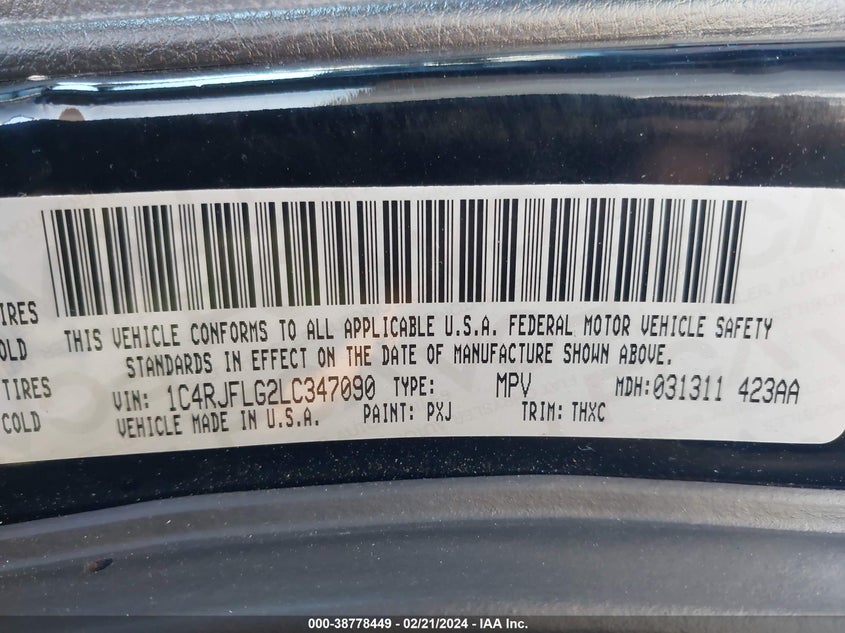 TIRES
COLD
THIS VEHICLE CONFORMS TO ALL APPLICABLE U.S.A. FEDERAL MOTOR VEHICLE SAFETY
STANDARDS IN EFFECT ON THE DATE OF MANUFACTURE SHOWN ABOVE.
TIRES
COLD
VIN: 1C4RJFLG2LC347090 TYPE: MPV MDH:031311 423AA
VEHICLE MADE IN U.S.A. PAINT: PXJ TRIM: THXC
000-38778449 - 02/21/2024 - IAA Inc.